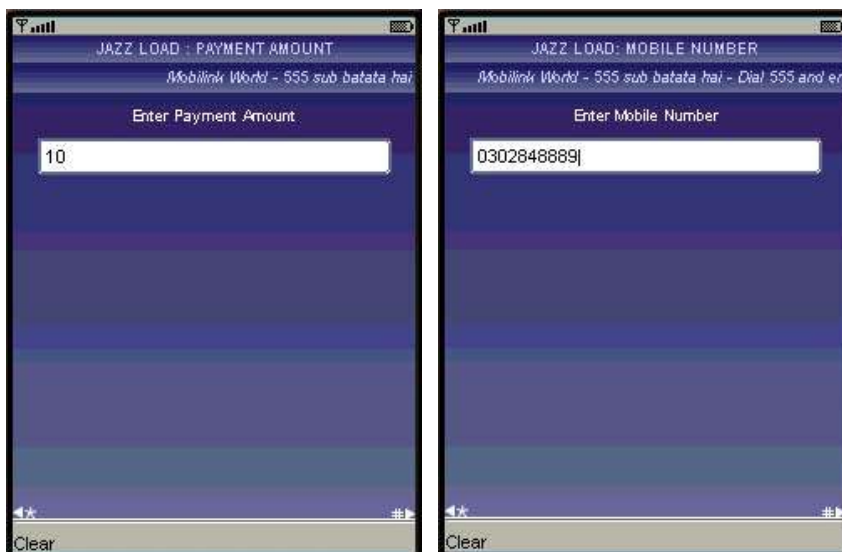 JAZZ LOAD : PAYMENT AMOUNT
Mobilink World - 555 sub batata hai
Enter Payment Amount
10
*
#
Clear
JAZZ LOAD: MOBILE NUMBER
Mobilink World - 555 sub batata hai - Dial 555 and er
Enter Mobile Number
0302848889
*
#
Clear